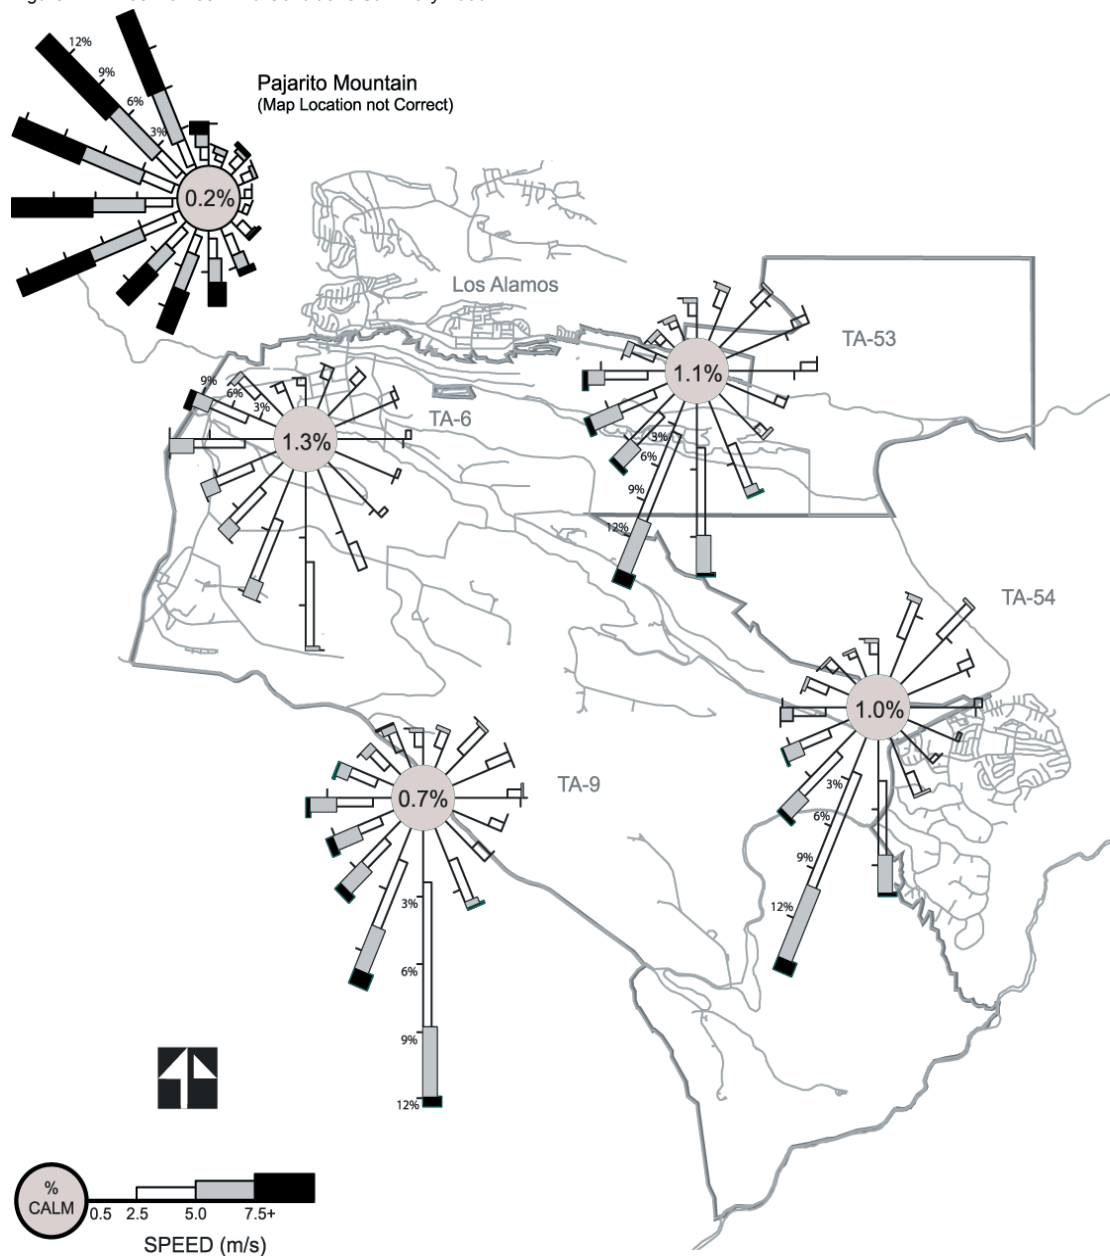 12%
9%
6%
3%
Pajarito Mountain
(Map Location not Correct)
0.2%
Los Alamos
TA-53
1.1%
9%
6%
3%
TA-6
1.3%
3%
6%
9%
12%
TA-54
1.0%
3%
6%
9%
12%
TA-9
0.7%
3%
6%
9%
12%
%
CALM
0.5 2.5 5.0 7.5+
SPEED (m/s)